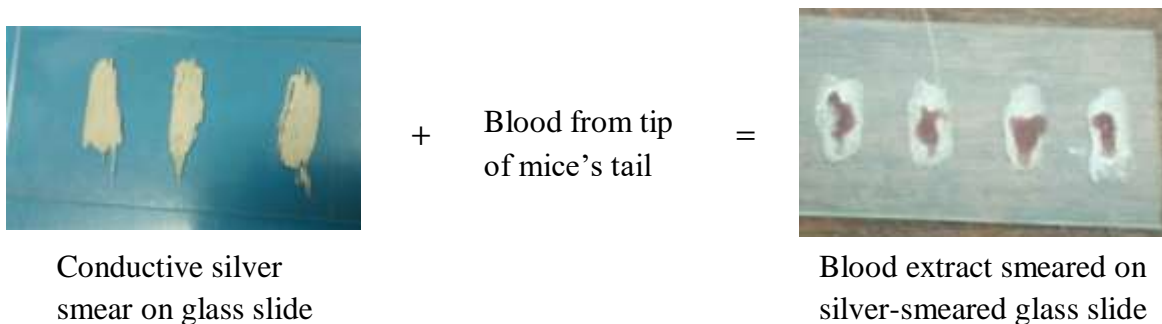 +
Blood from tip
of mice's tail
=
Conductive silver
smear on glass slide
Blood extract smeared on
silver-smeared glass slide